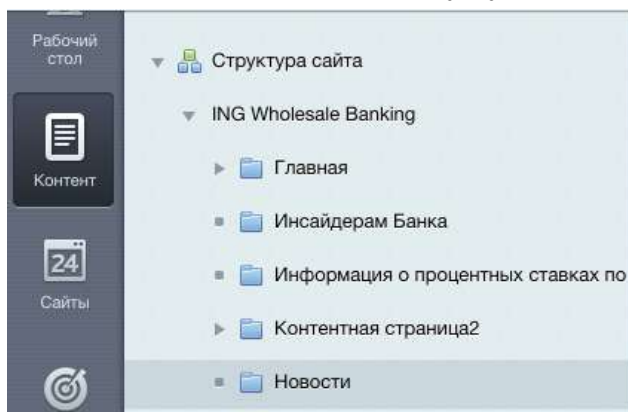 Рабочий
стол
Контент
24
Сайты
Структура сайта
ING Wholesale Banking
Главная
Инсайдерам Банка
Информация о процентных ставках по
Контентная страница2
Новости